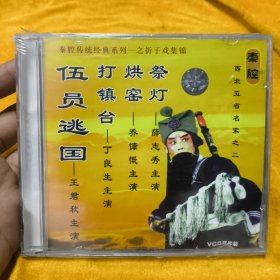 秦腔传统经典系列—之折子戏集锦
秦腔
西北五省名家之二
祭灯
——薛志秀主演
烘窑
——乔慷慨主演
打镇台
——丁良生主演
伍员逃国
——王君秋主演
VCD